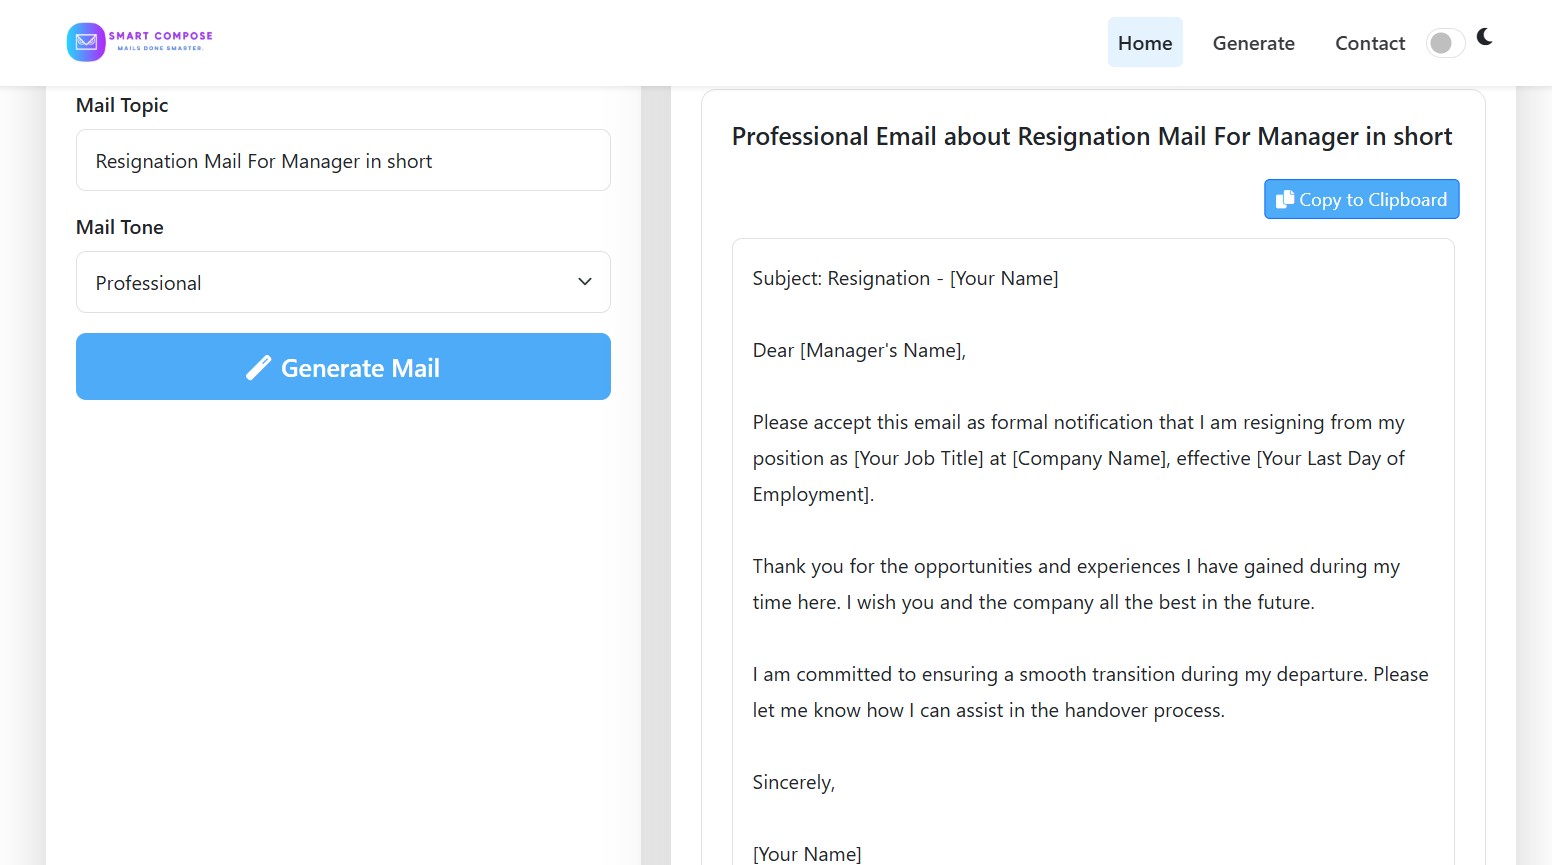 SMART COMPOSE
MAILS DONE SMARTER.
Home
Generate
Contact
Mail Topic
Resignation Mail For Manager in short
Mail Tone
Professional
Generate Mail
Professional Email about Resignation Mail For Manager in short
Copy to Clipboard
Subject: Resignation - [Your Name]
Dear [Manager's Name],
Please accept this email as formal notification that I am resigning from my
position as [Your Job Title] at [Company Name], effective [Your Last Day of
Employment].
Thank you for the opportunities and experiences I have gained during my
time here. I wish you and the company all the best in the future.
I am committed to ensuring a smooth transition during my departure. Please
let me know how I can assist in the handover process.
Sincerely,
[Your Name]